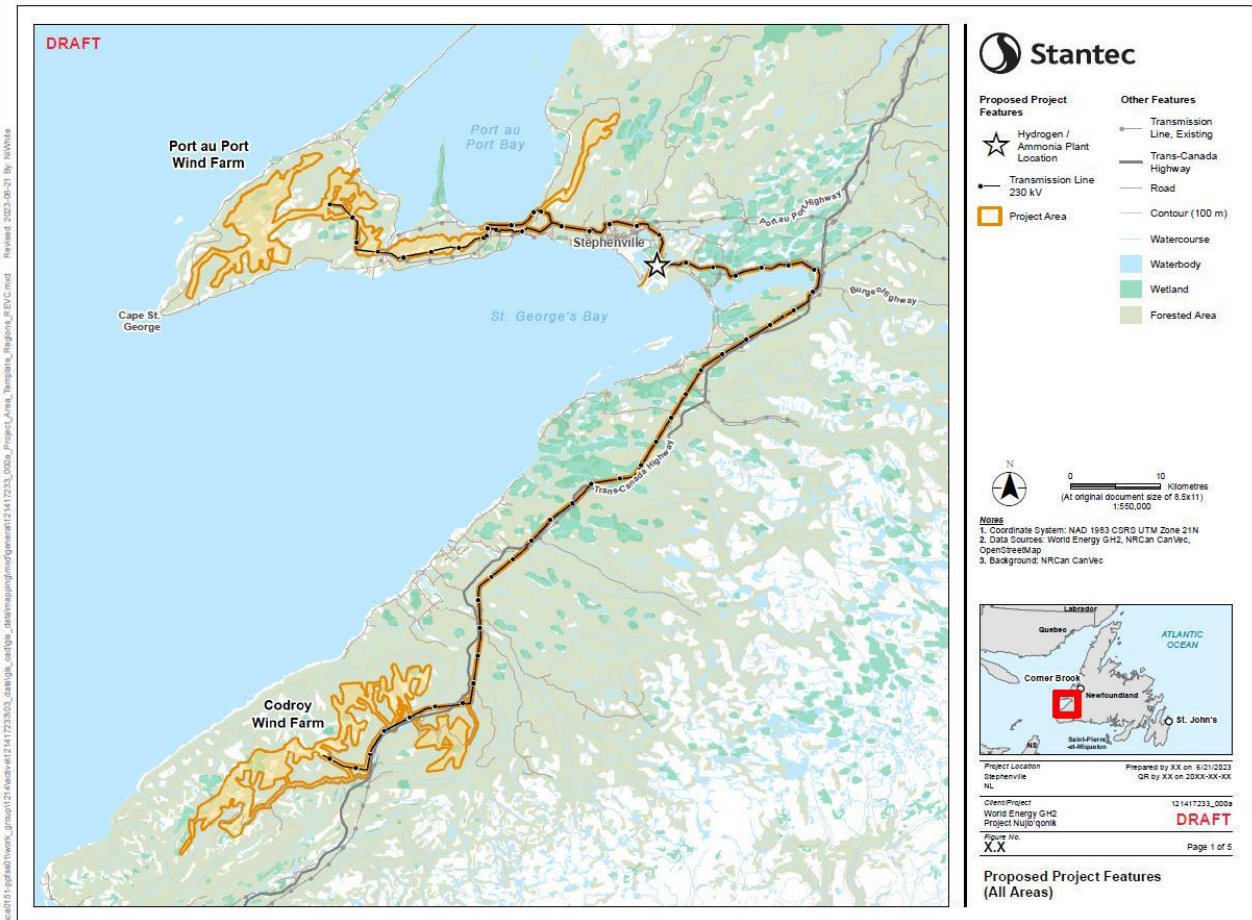 DRAFT
Port au Port
Wind Farm
Port au
Port Bay
Port au Port Highway
Stephenville
Burgeo Highway
Cape St.
George
St. George's Bay
Trans-Canada Highway
Codroy
Wind Farm
Stantec
Proposed Project
Features
Hydrogen /
Ammonia Plant
Location
Transmission Line
230 kV
Project Area
Other Features
Transmission
Line, Existing
Trans-Canada
Highway
Road
Contour (100 m)
Watercourse
Waterbody
Wetland
Forested Area
N
0 10
Kilometres
(At original document size of 8.5x11)
1:550,000
Notes
1. Coordinate System: NAD 1983 CSRS UTM Zone 21N
2. Data Sources: World Energy GH2, NRCan CanVec,
OpenStreetMap
3. Background: NRCan CanVec
Labrador
Quebec
ATLANTIC
OCEAN
Corner Brook
Newfoundland
St. John's
Saint-Pierre
-et-Miquelon
NS
Project Location
Stephenville
NL
Prepared by XX on 6/21/2023
QR by XX on 20XX-XX-XX
Client/Project
World Energy GH2
Project Nujio'qonik
121417233_000a
DRAFT
Figure No.
X.X
Page 1 of 5
Proposed Project Features
(All Areas)
Revised: 2023-06-21 By: NiWhite